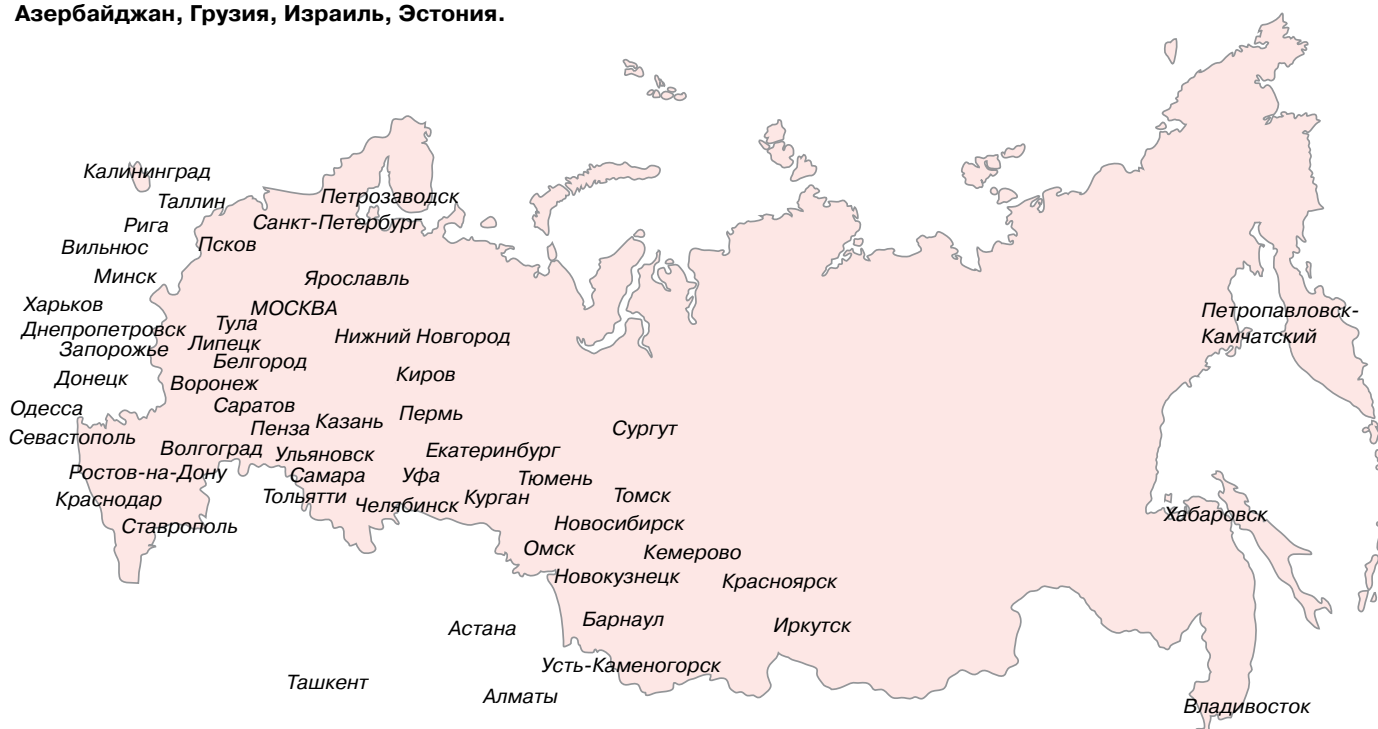 Азербайджан, Грузия, Израиль, Эстония.
Калининград
Таллин
Петрозаводск
Рига
Санкт-Петербург
Вильнюс
Псков
Минск
Ярославль
Харьков
МОСКВА
Петропавловск-
Камчатский
Днепропетровск
Тула
Нижний Новгород
Запорожье
Липецк
Белгород
Донецк
Воронеж
Киров
Одесса
Саратов
Казань
Пермь
Севастополь
Пенза
Сургут
Волгоград
Ульяновск
Екатеринбург
Ростов-на-Дону
Самара
Уфа
Тюмень
Краснодар
Тольятти
Челябинск
Курган
Томск
Хабаровск
Ставрополь
Новосибирск
Омск
Кемерово
Новокузнецк
Красноярск
Астана
Барнаул
Иркутск
Усть-Каменогорск
Ташкент
Алматы
Владивосток